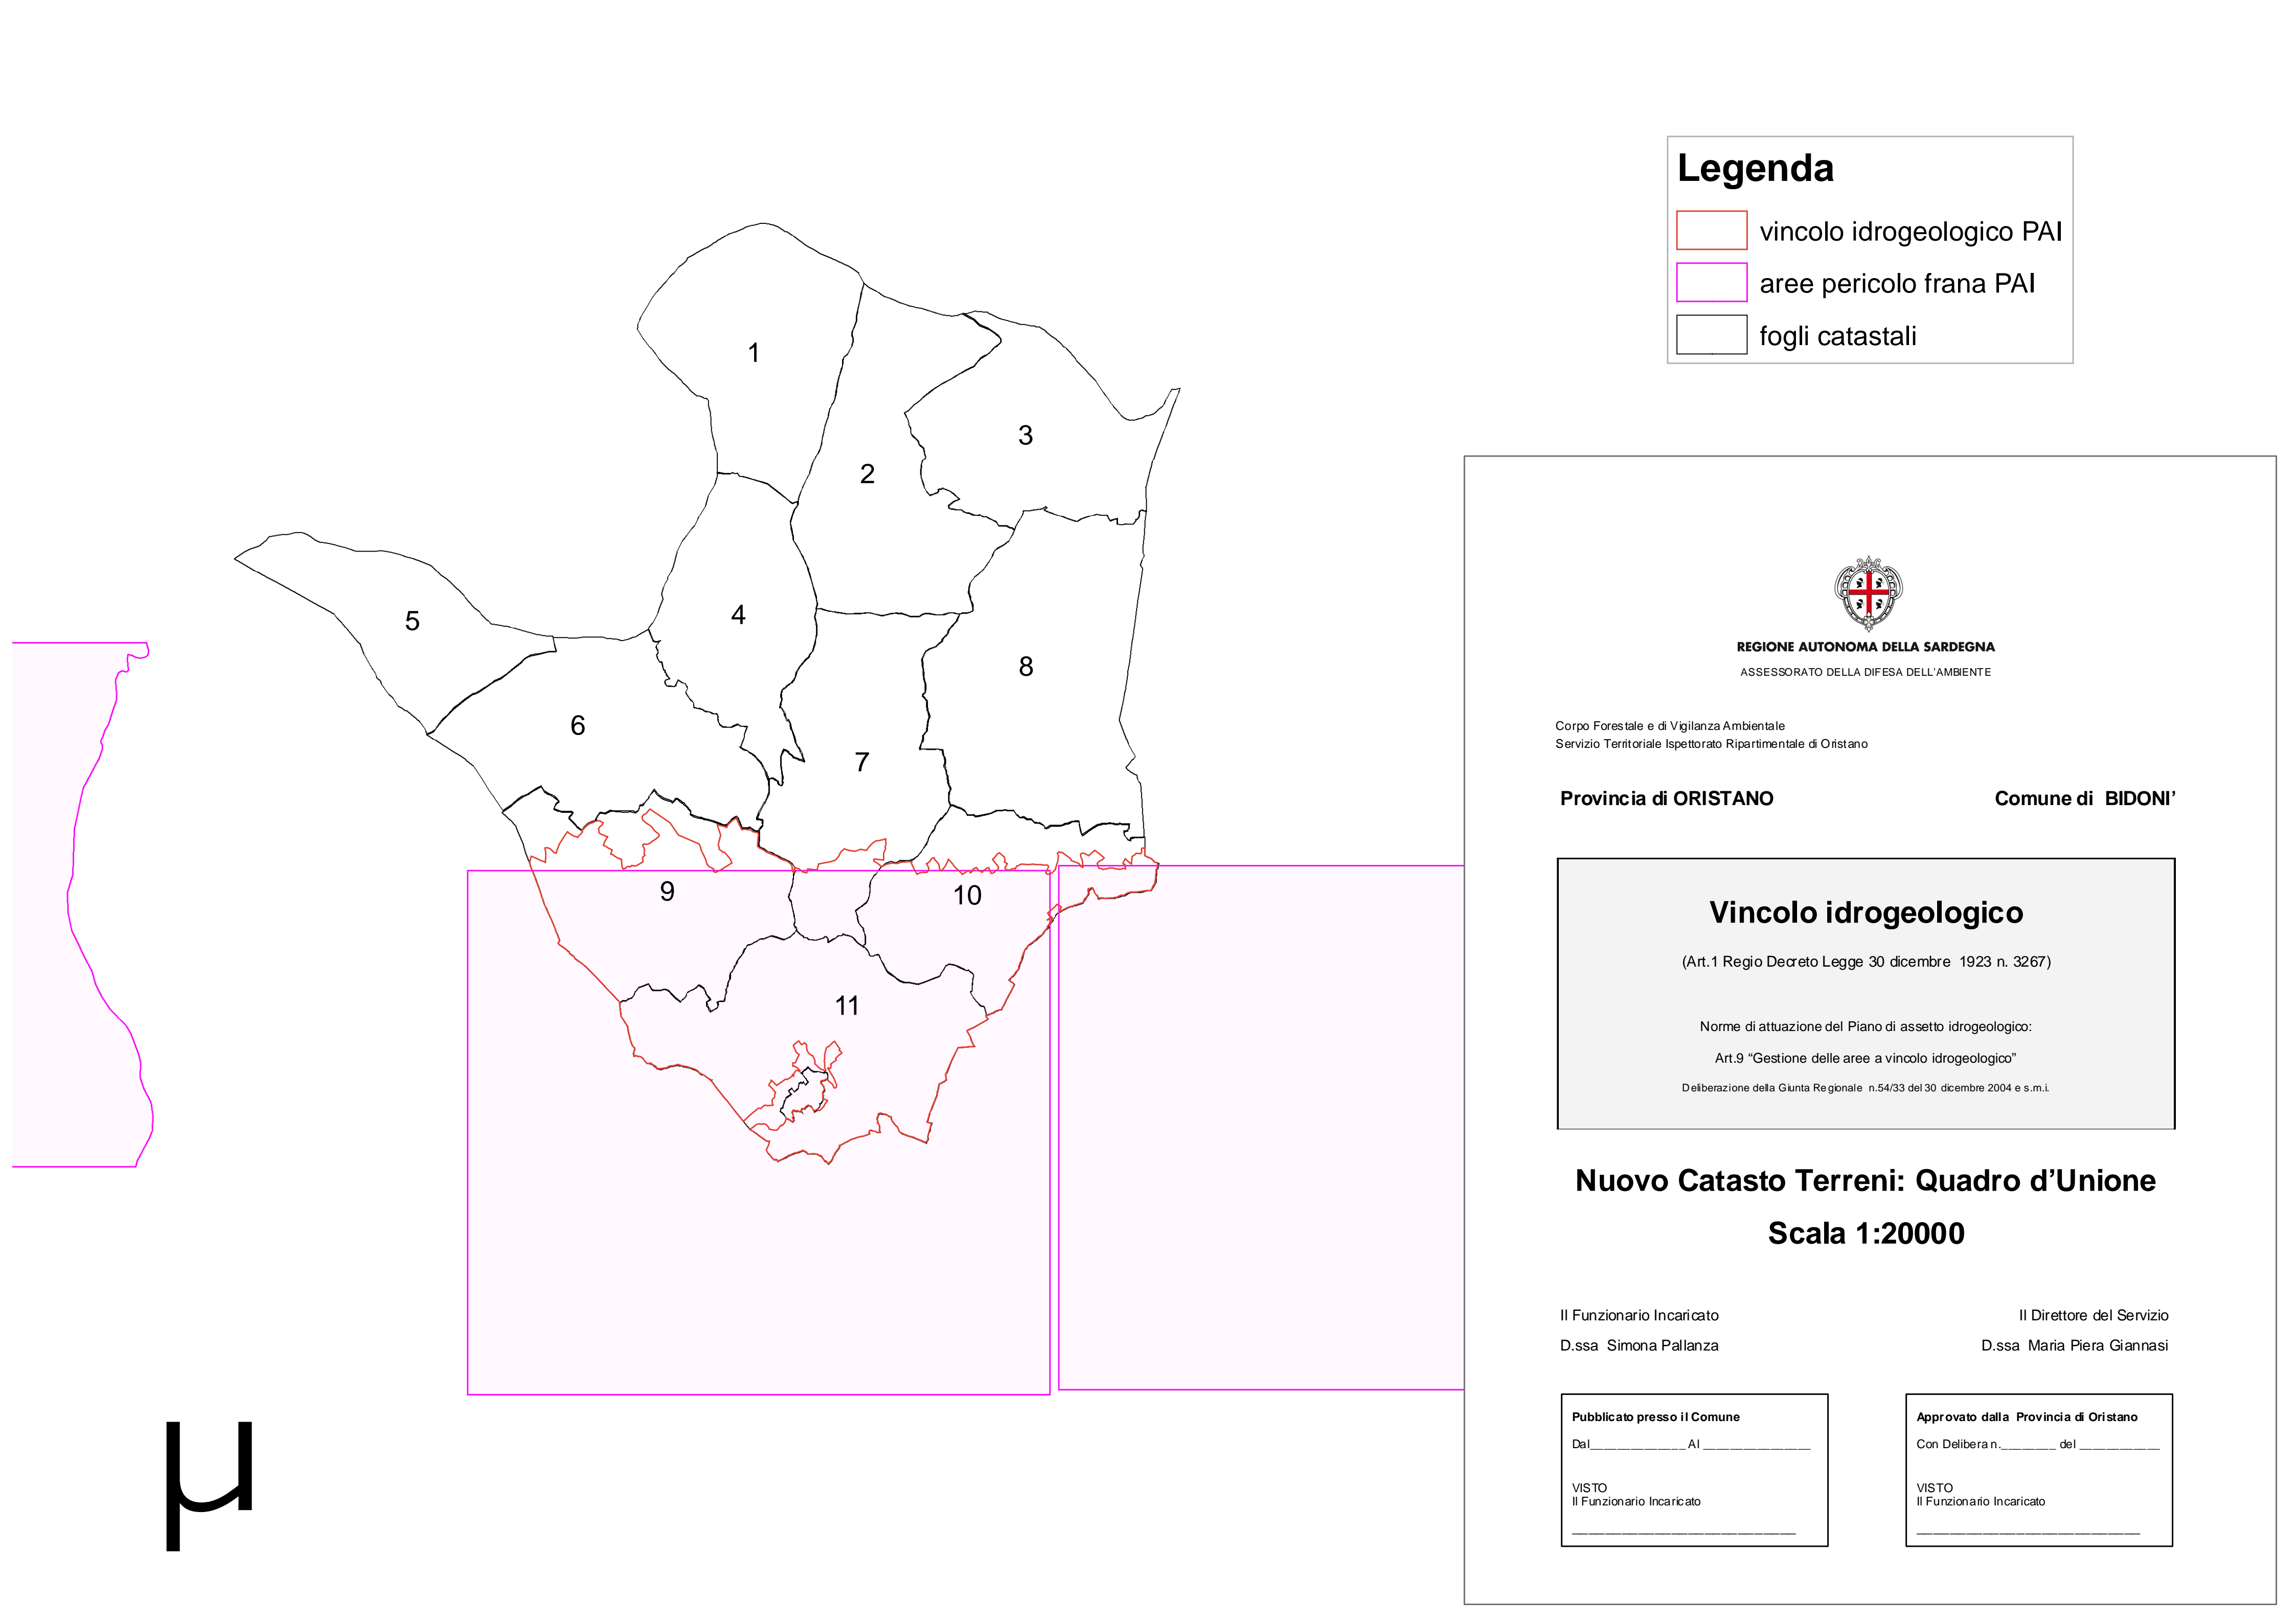 Legenda
vincolo idrogeologico PAI
aree pericolo frana PAI
fogli catastali
1
2
3
4
5
6
7
8
9
10
11
µ
REGIONE AUTONOMA DELLA SARDEGNA
ASSESSORATO DELLA DIFESA DELL'AMBIENTE
Corpo Forestale e di Vigilanza Ambientale
Servizio Territoriale Ispettorato Ripartimentale di Oristano
Provincia di ORISTANO Comune di BIDONI’
Vincolo idrogeologico
(Art.1 Regio Decreto Legge 30 dicembre 1923 n. 3267)
Norme di attuazione del Piano di assetto idrogeologico:
Art.9 “Gestione delle aree a vincolo idrogeologico”
Deliberazione della Giunta Regionale n.54/33 del 30 dicembre 2004 e s.m.i.
Nuovo Catasto Terreni: Quadro d’Unione
Scala 1:20000
Il Funzionario Incaricato Il Direttore del Servizio
D.ssa Simona Pallanza D.ssa Maria Piera Giannasi
Pubblicato presso il Comune
Dal______________ Al ________________
VISTO
Il Funzionario Incaricato
______________________________
Approvato dalla Provincia di Oristano
Con Delibera n.________ del ____________
VISTO
Il Funzionario Incaricato
______________________________